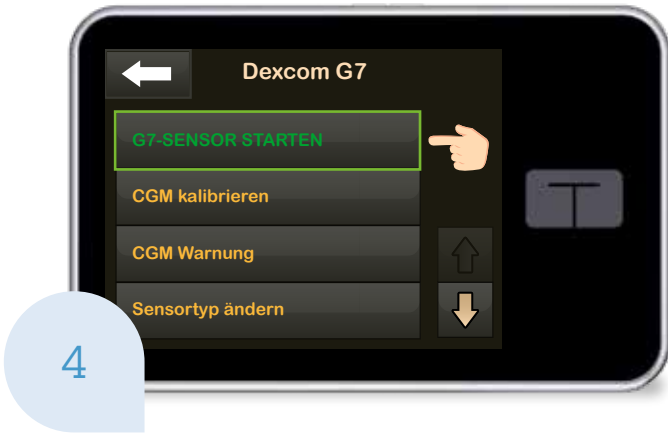 Dexcom G7
G7-SENSOR STARTEN
CGM kalibrieren
CGM Warnung
Sensortyp ändern
4